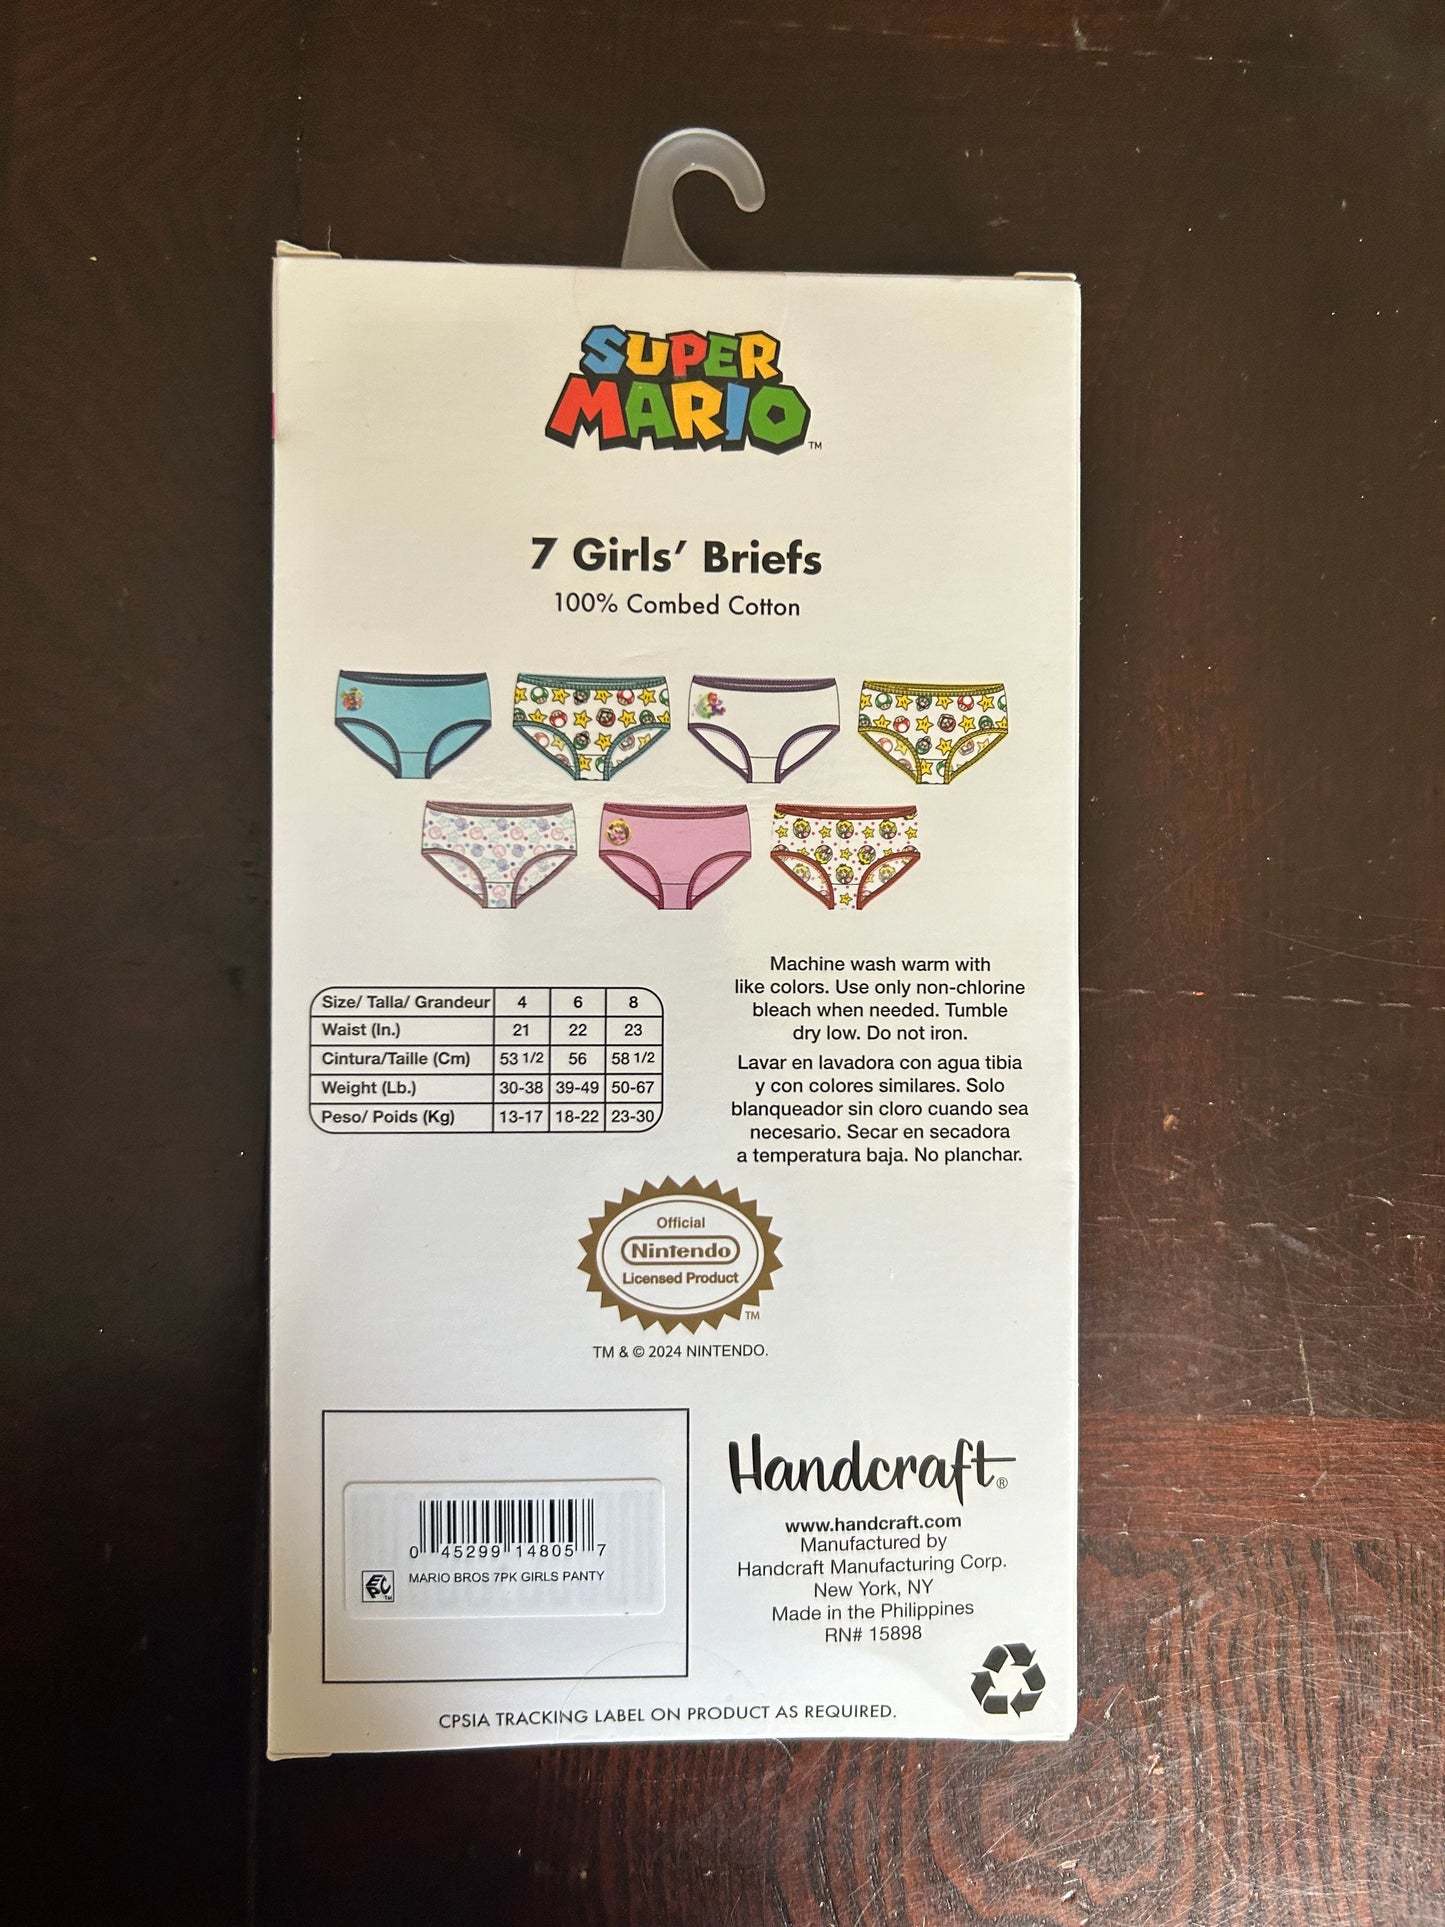 SUPER
MARIO™
7 Girls’ Briefs
100% Combed Cotton
Size/ Talla/ Grandeur 4 6 8
Waist (In.) 21 22 23
Cintura/Taille (Cm) 53 1/2 56 58 1/2
Weight (Lb.) 30-38 39-49 50-67
Peso/ Poids (Kg) 13-17 18-22 23-30
Machine wash warm with
like colors. Use only non-chlorine
bleach when needed. Tumble
dry low. Do not iron.
Lavar en lavadora con agua tibia
y con colores similares. Solo
blanqueador sin cloro cuando sea
necesario. Secar en secadora
a temperatura baja. No planchar.
Official
Nintendo
Licensed Product
™
TM & © 2024 NINTENDO.
0 45299 14805 7
EPC™
MARIO BROS 7PK GIRLS PANTY
Handcraft®
www.handcraft.com
Manufactured by
Handcraft Manufacturing Corp.
New York, NY
Made in the Philippines
RN# 15898
CPSIA TRACKING LABEL ON PRODUCT AS REQUIRED.